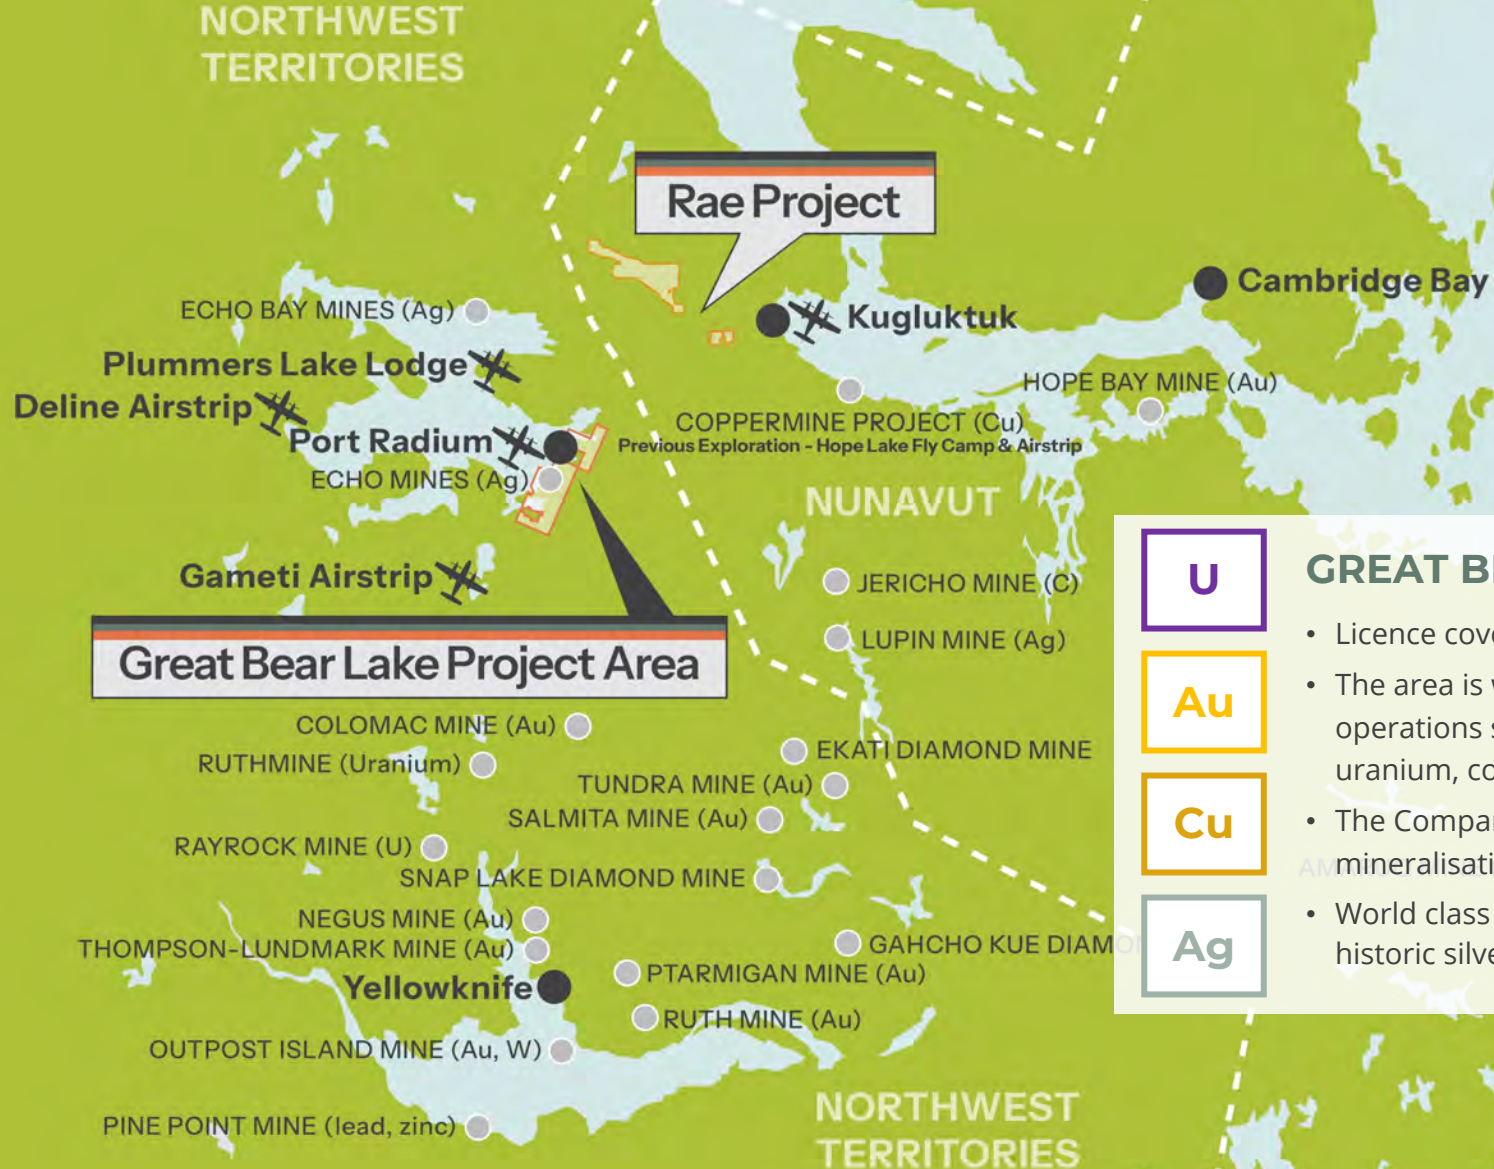 NORTHWEST
TERRITORIES
Rae Project
Cambridge Bay
ECHO BAY MINES (Ag)
Kugluktuk
Plummers Lake Lodge
HOPE BAY MINE (Au)
Deline Airstrip
COPPERMINE PROJECT (Cu)
Previous Exploration - Hope Lake Fly Camp & Airstrip
Port Radium
ECHO MINES (Ag)
NUNAVUT
Gameti Airstrip
JERICHO MINE (C)
LUPIN MINE (Ag)
Great Bear Lake Project Area
COLOMAC MINE (Au)
EKATI DIAMOND MINE
RUTHMINE (Uranium)
TUNDRA MINE (Au)
SALMITA MINE (Au)
RAYROCK MINE (U)
SNAP LAKE DIAMOND MINE
NEGUS MINE (Au)
THOMPSON-LUNDMARK MINE (Au)
GAHCHO KUE DIAMO
Yellowknife
PTARMIGAN MINE (Au)
RUTH MINE (Au)
OUTPOST ISLAND MINE (Au, W)
PINE POINT MINE (lead, zinc)
NORTHWEST
TERRITORIES
U
Au
Cu
Ag
GREAT B
• Licence cove
• The area is
operations s
uranium, co
• The Compa
mineralisati
• World class
historic silve